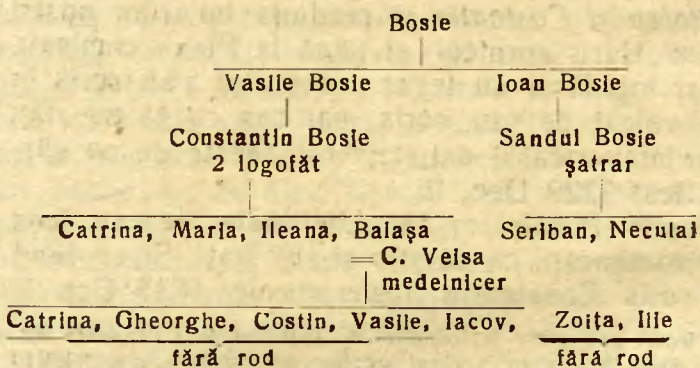 Bosie
Vasile Bosie Ioan Bosie
Constantin Bosie Sandul Bosie
2 logofăt șatrar
Catrina, Maria, Ileana, Balașa Seriban, Neculai
= C. Veisa
medelnicer
Catrina, Gheorghe, Costin, Vasile, Iacov, Zoița, Ilie
fără rod fără rod